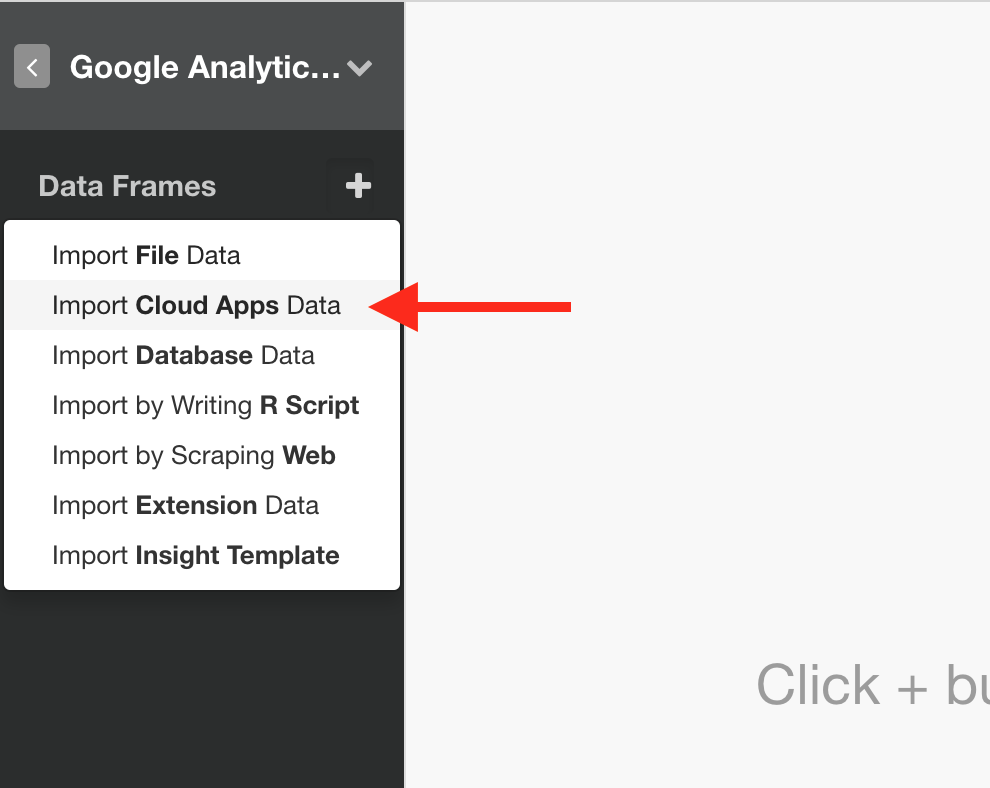 Google Analytic...
Data Frames
Import File Data
Import Cloud Apps Data
Import Database Data
Import by Writing R Script
Import by Scraping Web
Import Extension Data
Import Insight Template
Click + bu